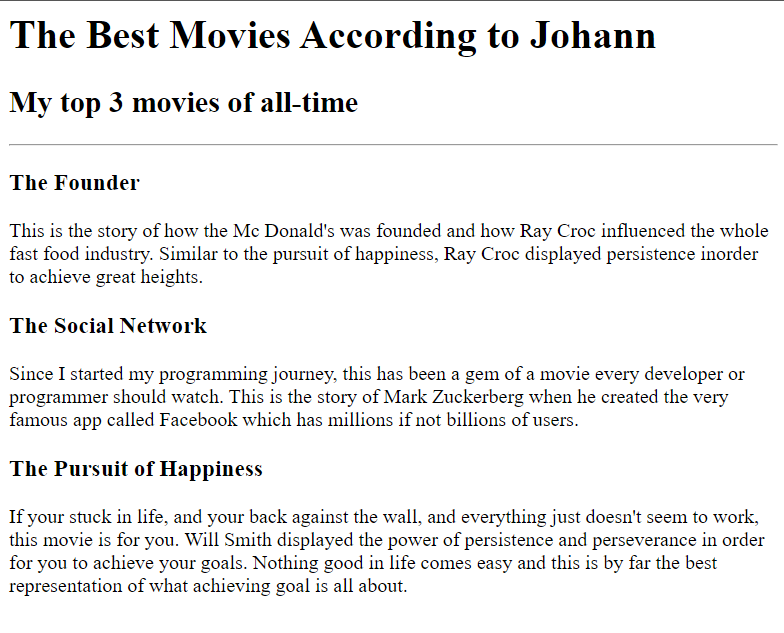 The Best Movies According to Johann
My top 3 movies of all-time
The Founder
This is the story of how the Mc Donald's was founded and how Ray Croc influenced the whole
fast food industry. Similar to the pursuit of happiness, Ray Croc displayed persistence inorder
to achieve great heights.
The Social Network
Since I started my programming journey, this has been a gem of a movie every developer or
programmer should watch. This is the story of Mark Zuckerberg when he created the very
famous app called Facebook which has millions if not billions of users.
The Pursuit of Happiness
If your stuck in life, and your back against the wall, and everything just doesn't seem to work,
this movie is for you. Will Smith displayed the power of persistence and perseverance in order
for you to achieve your goals. Nothing good in life comes easy and this is by far the best
representation of what achieving goal is all about.